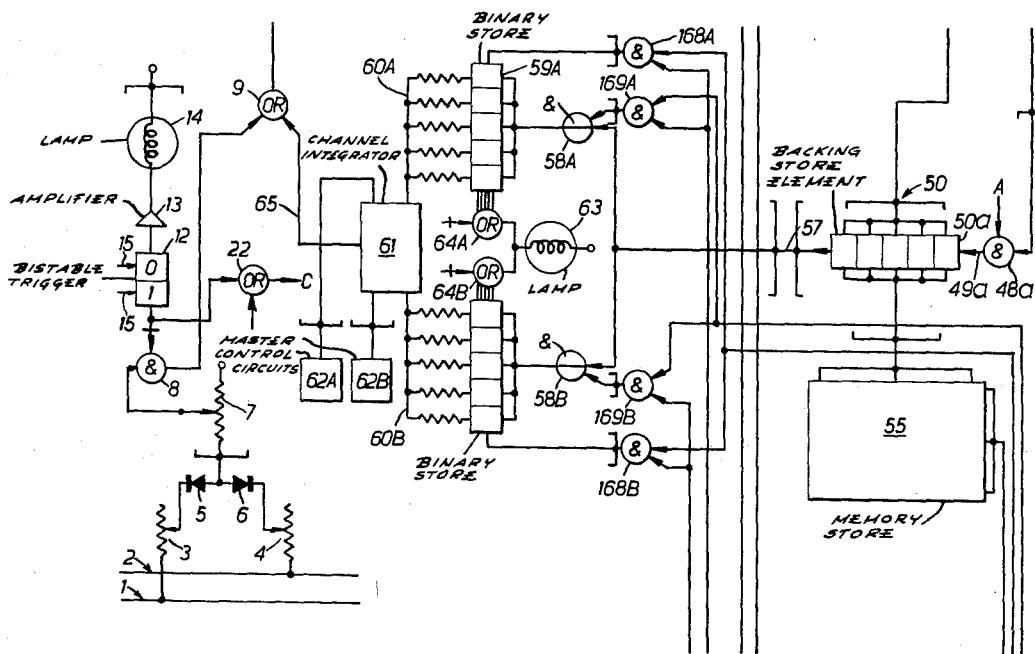 BINARY
STORE
168A
60A
59A
9
OR
&
169A
14
LAMP
CHANNEL
INTEGRATOR
&
&
58A
BACKING
STORE
ELEMENT
50
A
AMPLIFIER
13
65
61
63
64A
OR
57
50a
12
0
BISTABLE
TRIGGER
15
1
22
OR
C
64B
OR
LAMP
&
49a
48a
15
MASTER
CONTROL
CIRCUITS
62A
62B
&
8
&
58B
7
60B
&
169B
55
BINARY
STORE
&
168B
5
6
MEMORY
STORE
3
4
2
1